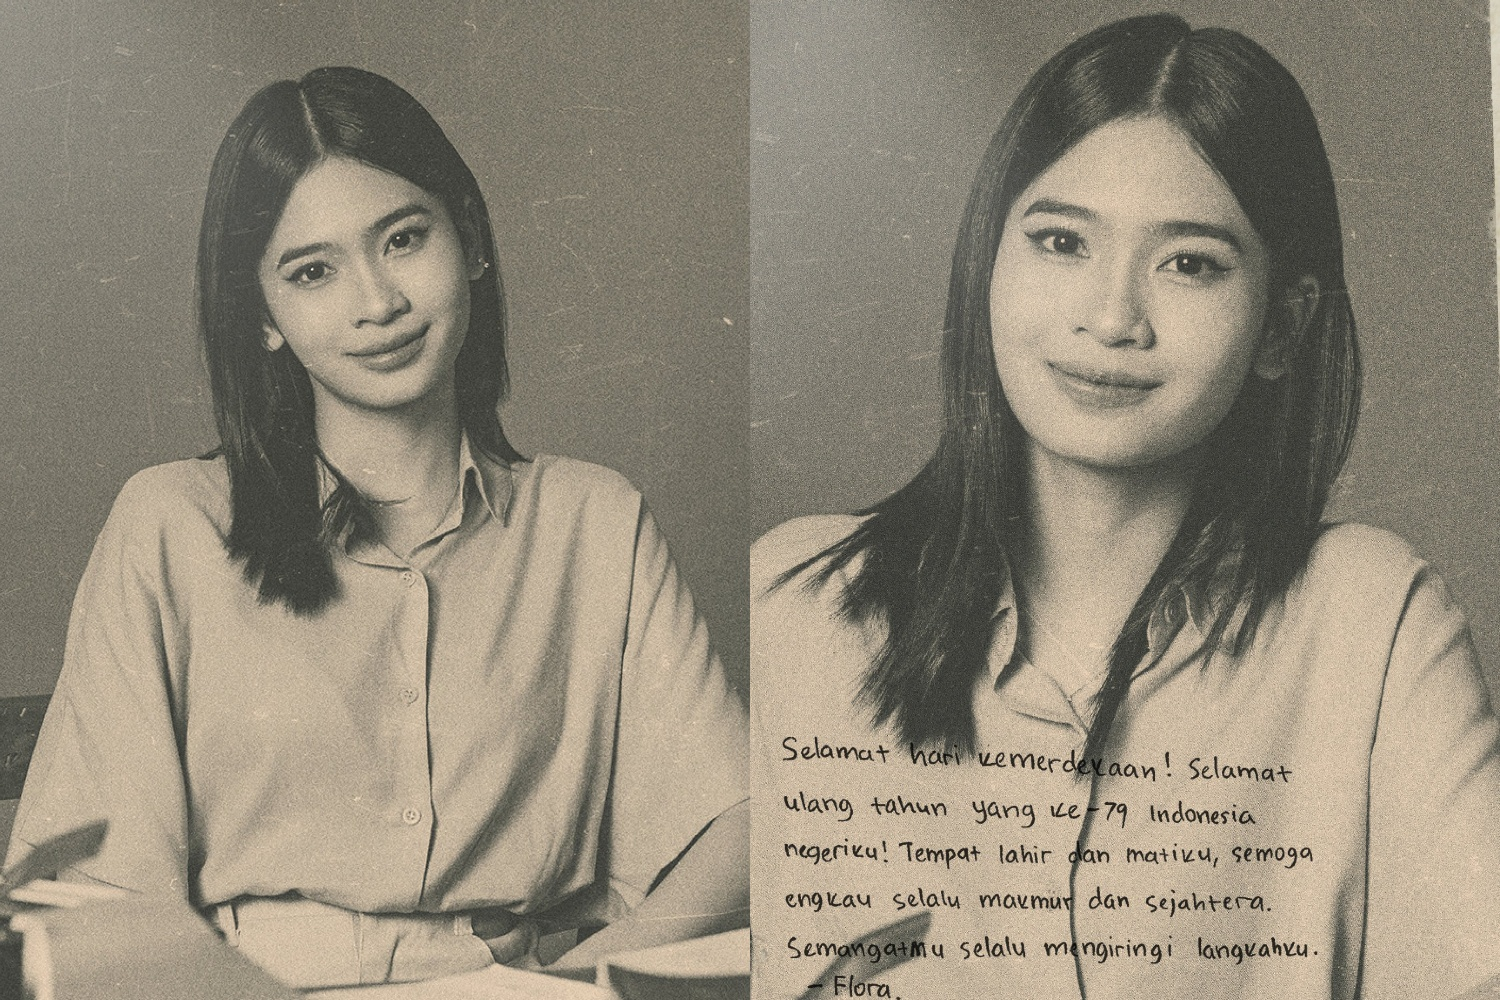 Selamat hari kemerdekaan! Selamat
ulang tahun yang ke-79 Indonesia
negeriku! Tempat lahir dan matiku, semoga
engkau selalu makmur dan sejahtera.
Semangatmu selalu mengiringi langkahku.
- Flora.